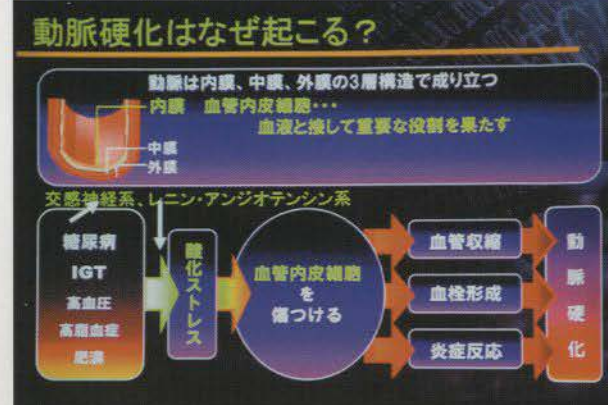 動脈硬化はなぜ起こる？
動脈は内膜、中膜、外膜の3層構造で成り立つ
内膜　血管内皮細胞･･･
血液と接して重要な役割を果たす
中膜
外膜
交感神経系、レニン・アンジオテンシン系
糖尿病
IGT
高血圧
高脂血症
肥満
酸化ストレス
血管内皮細胞
を
傷つける
血管収縮
血栓形成
炎症反応
動脈硬化